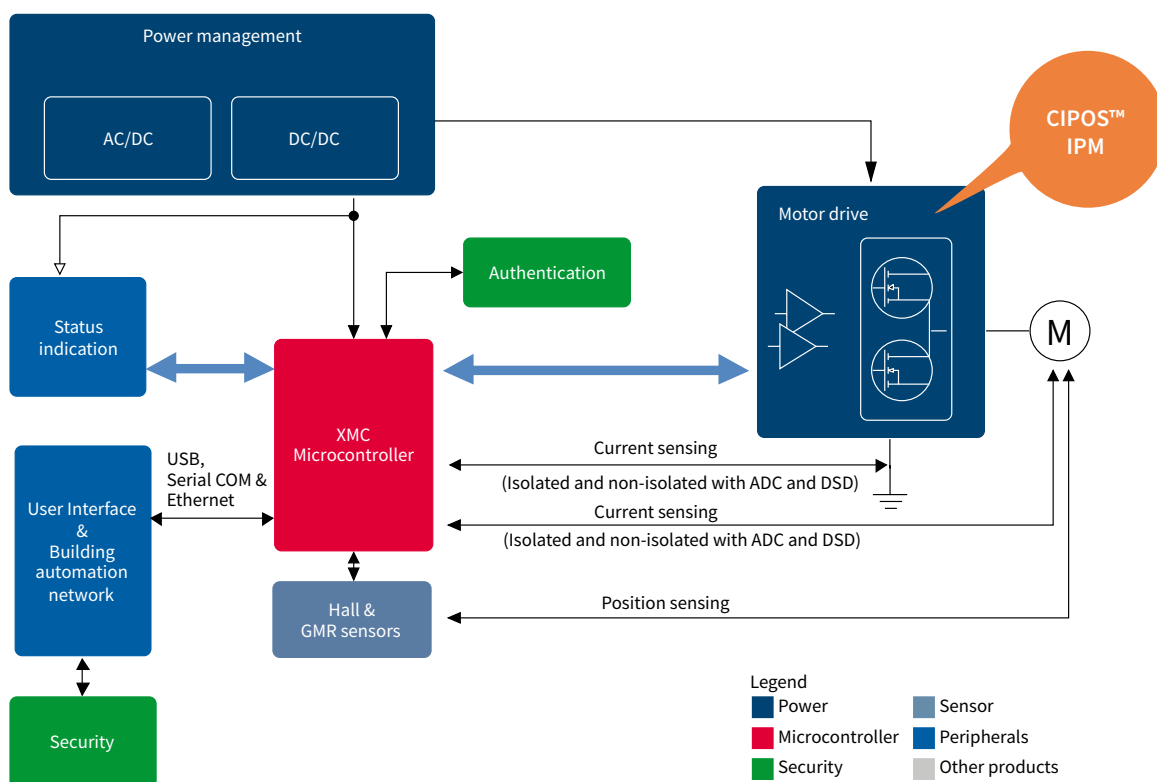 Power management
AC/DC
DC/DC
CIPOS™
IPM
Motor drive
Authentication
Status
indication
M
XMC
Microcontroller
Current sensing
(Isolated and non-isolated with ADC and DSD)
USB,
Serial COM &
Ethernet
User Interface
&
Building
automation
network
Current sensing
(Isolated and non-isolated with ADC and DSD)
Hall &
GMR sensors
Position sensing
Security
Legend
Power
Sensor
Microcontroller
Peripherals
Security
Other products